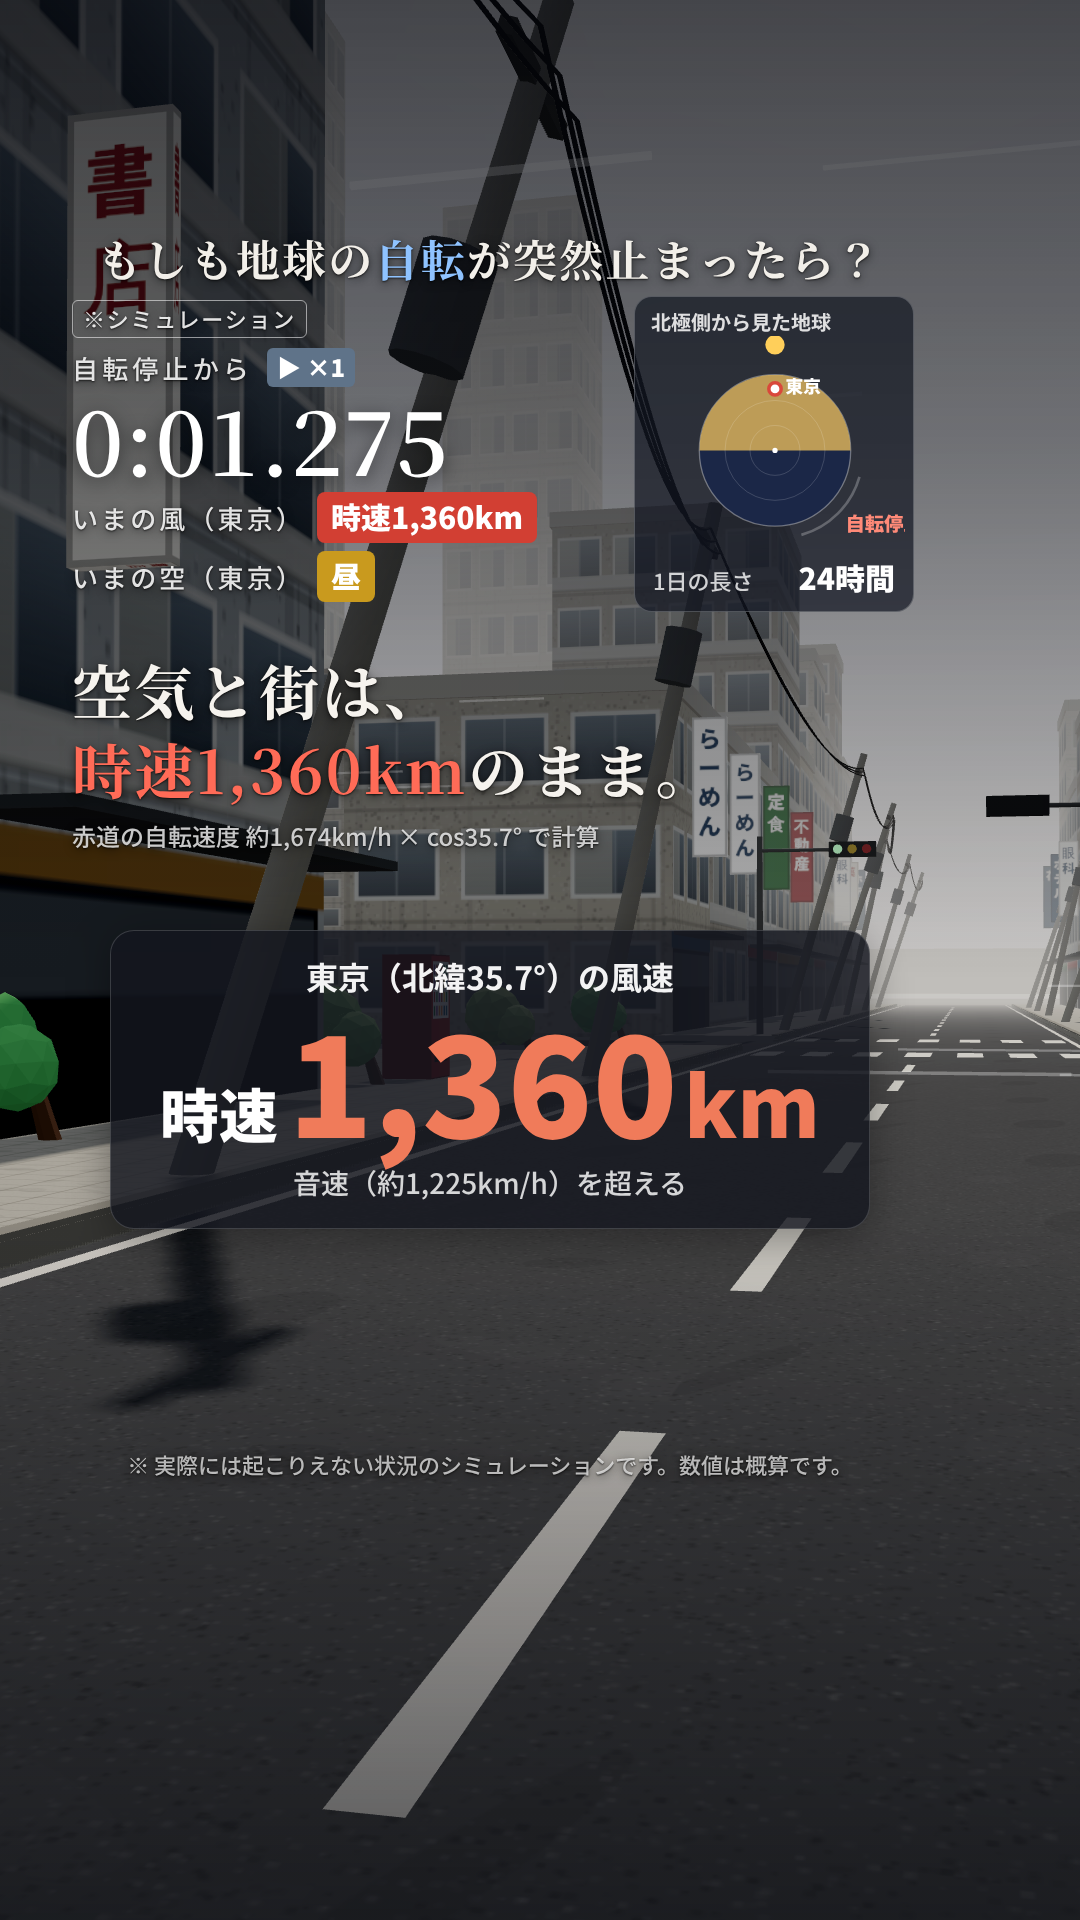 書店
もしも地球の自転が突然止まったら？
※シミュレーション
自転停止から ▶ ×1
0:01.275
いまの風（東京） 時速1,360km
いまの空（東京） 昼
北極側から見た地球
東京
自転停
1日の長さ 24時間
空気と街は、
時速1,360kmのまま。
赤道の自転速度 約1,674km/h × cos35.7° で計算
らーめん
らーめん
定食
不動産
眼科
眼科
東京（北緯35.7°）の風速
時速1,360km
音速（約1,225km/h）を超える
※ 実際には起こりえない状況のシミュレーションです。数値は概算です。